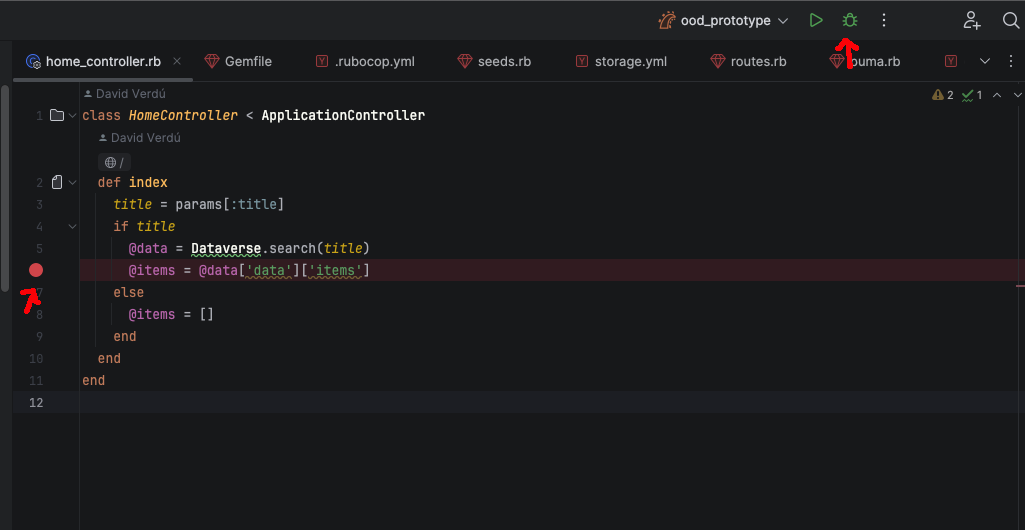 ood_prototype
home_controller.rb Gemfile .rubocop.yml seeds.rb storage.yml routes.rb puma.rb
David Verdú
2 1
1 class HomeController < ApplicationController
David Verdú
/
2 def index
3 title = params[:title]
4 if title
5 @data = Dataverse.search(title)
@items = @data['data']['items']
7 else
8 @items = []
9 end
10 end
11 end
12